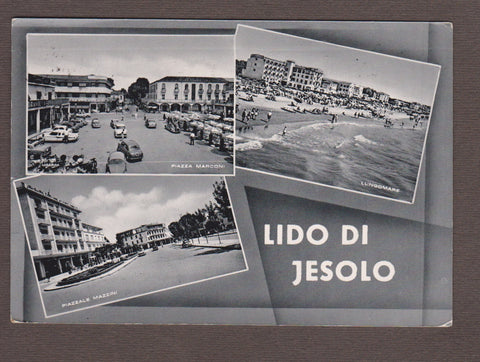 PIAZZA MARCONI
LUNGOMARE
PIAZZALE MAZZINI
LIDO DI
JESOLO